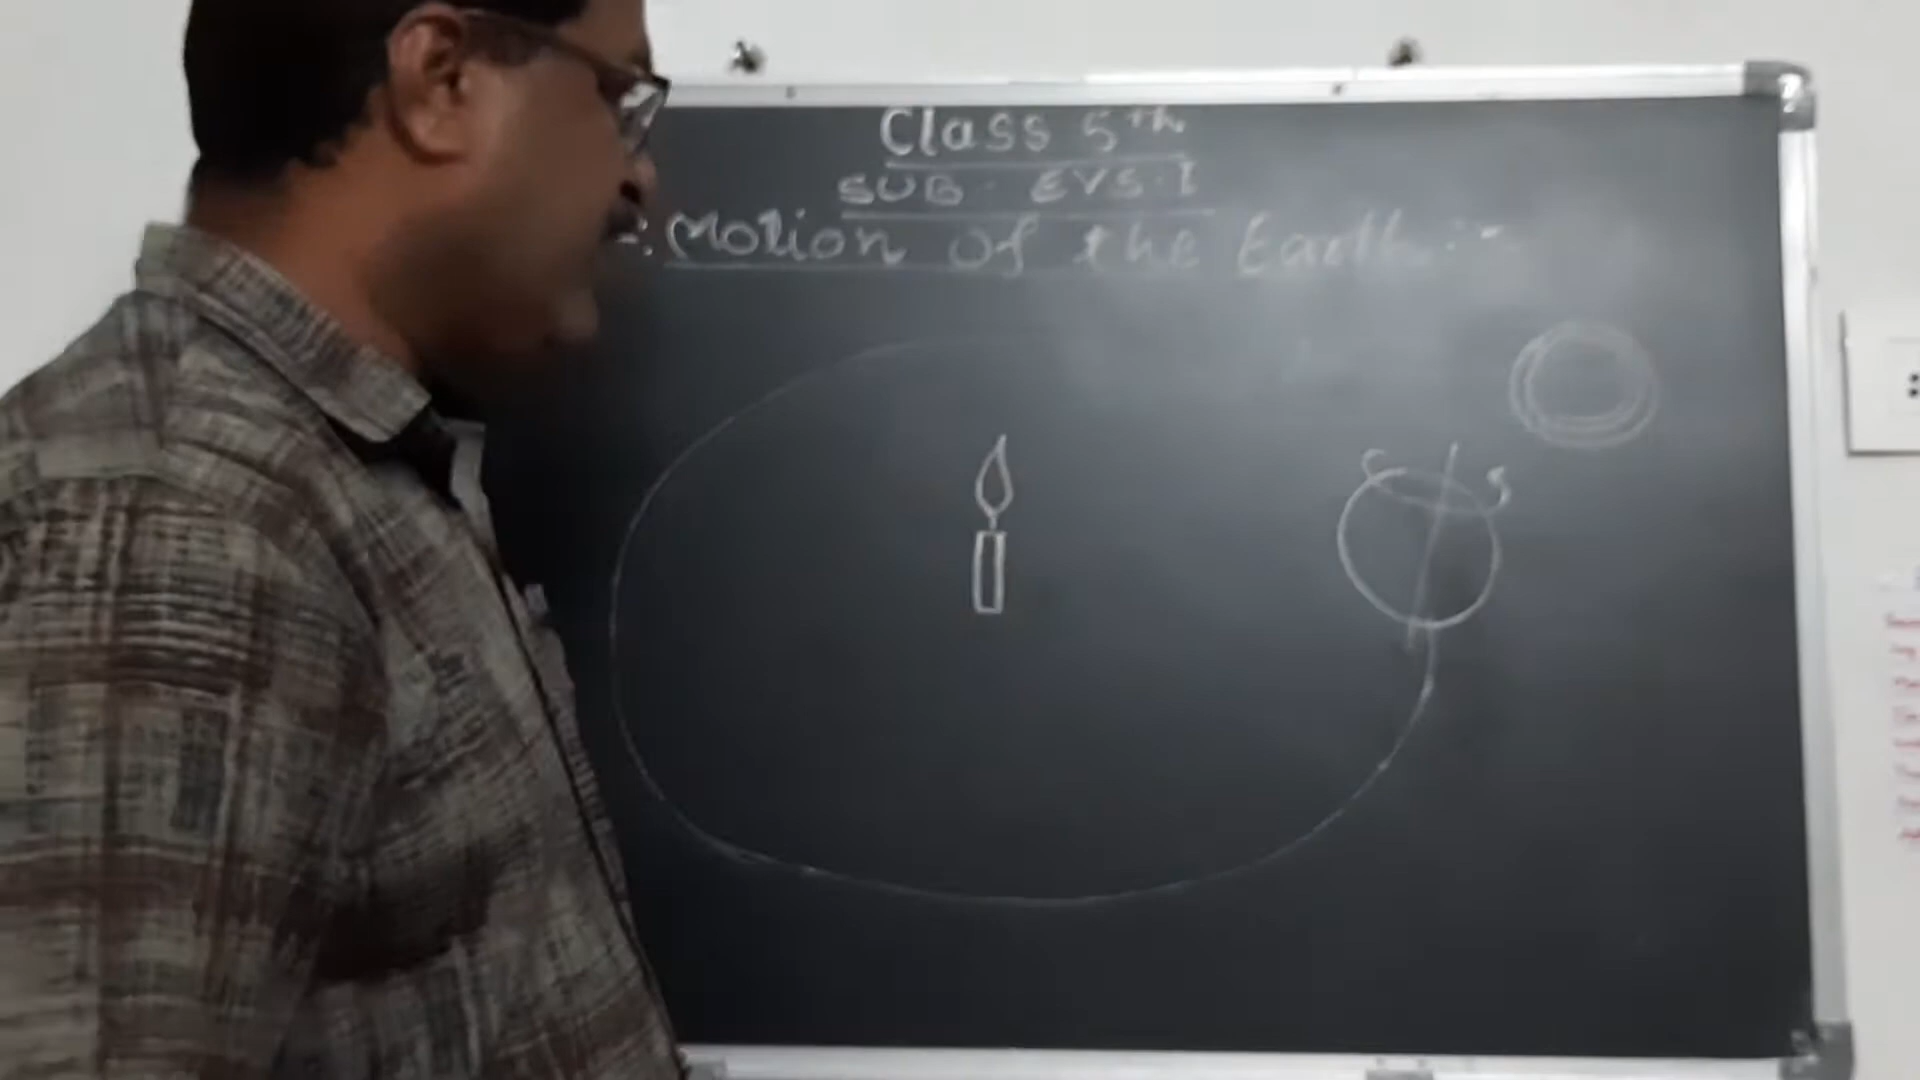 Class 5th
SUB - EVS.I
-: Motion of the Earth :-